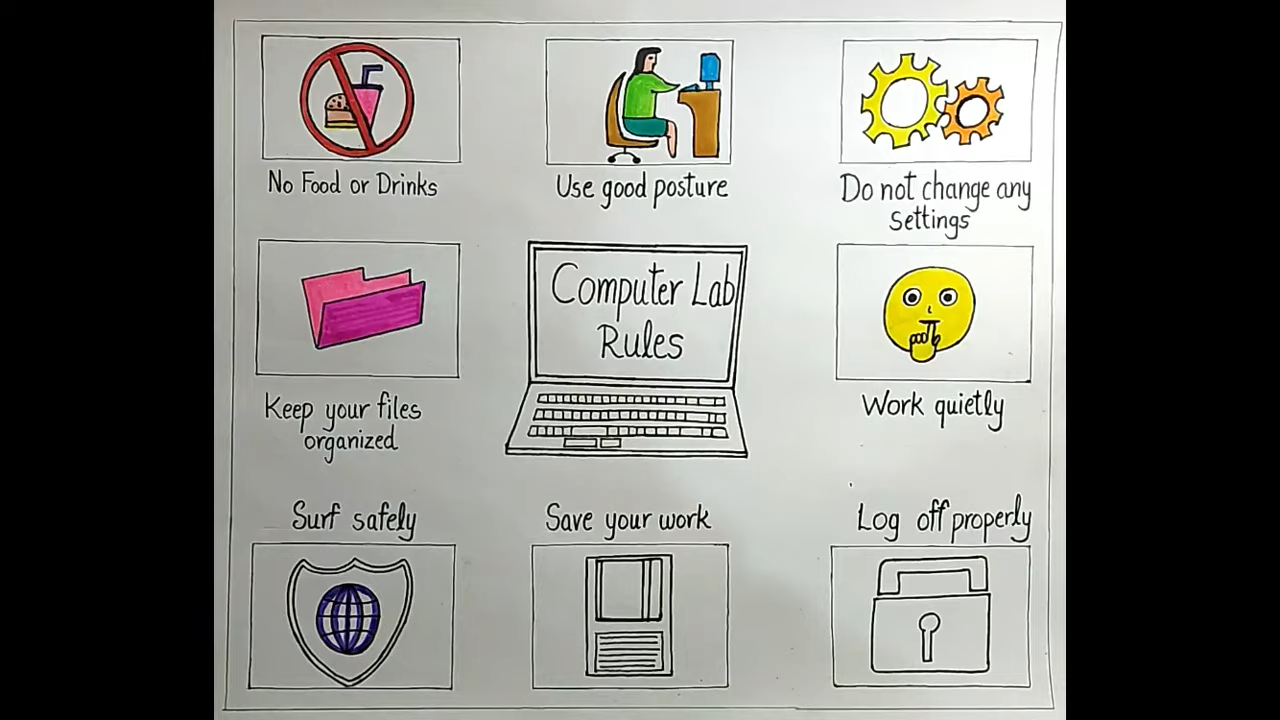 No Food or Drinks
Use good posture
Do not change any
Settings
Computer Lab
Rules
Keep your files
organized
Work quietly
Surf safely
Save your work
Log off properly